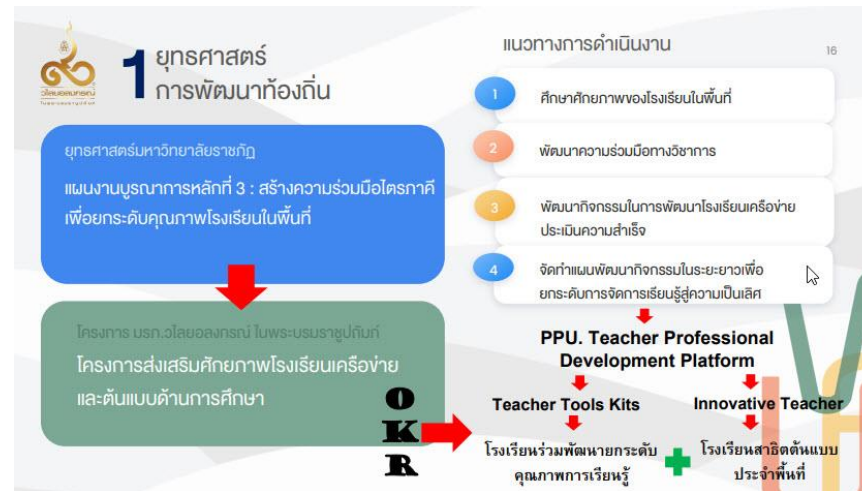 วไลยอลงกรณ์
1 ยุทธศาสตร์
การพัฒนาท้องถิ่น
ยุทธศาสตร์มหาวิทยาลัยราชภัฏ
แผนงานบูรณาการหลักที่ 3 : สร้างความร่วมมือไตรภาคี
เพื่อยกระดับคุณภาพโรงเรียนในพื้นที่
โครงการ มรภ.วไลยอลงกรณ์ ในพระบรมราชูปถัมภ์
โครงการส่งเสริมศักยภาพโรงเรียนเครือข่าย
และต้นแบบด้านการศึกษา
O
K
R
แนวทางการดำเนินงาน
16
1 ศึกษาศักยภาพของโรงเรียนในพื้นที่
2 พัฒนาความร่วมมือทางวิชาการ
3 พัฒนากิจกรรมในการพัฒนาโรงเรียนเครือข่าย
ประเมินความสำเร็จ
4 จัดทำแผนพัฒนากิจกรรมในระยะยาวเพื่อ
ยกระดับการจัดการเรียนรู้สู่ความเป็นเลิศ
PPU. Teacher Professional
Development Platform
Teacher Tools Kits
Innovative Teacher
โรงเรียนร่วมพัฒนายกระดับ
คุณภาพการเรียนรู้
โรงเรียนสาธิตต้นแบบ
ประจำพื้นที่